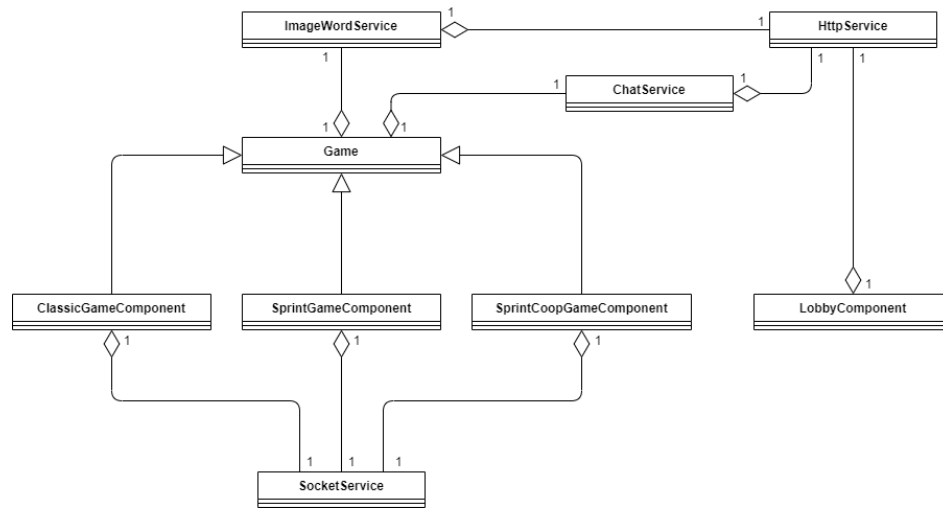 ImageWordService
1
1
HttpService
1
1
1
1
ChatService
1
1
1
Game
ClassicGameComponent
SprintGameComponent
SprintCoopGameComponent
1
LobbyComponent
1
1
1
1
1
1
SocketService